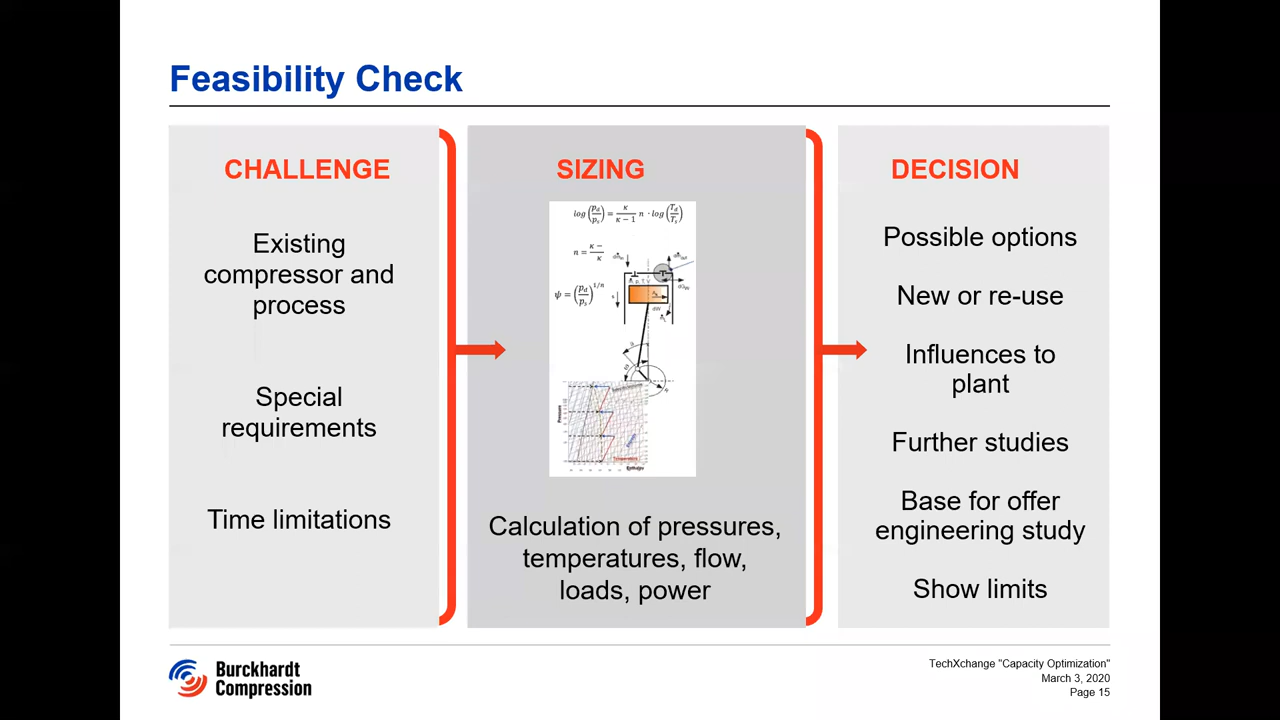 Feasibility Check
CHALLENGE
Existing
compressor and
process
Special
requirements
Time limitations
SIZING
Calculation of pressures,
temperatures, flow,
loads, power
Pressure
Enthalpy
DECISION
Possible options
New or re-use
Influences to
plant
Further studies
Base for offer
engineering study
Show limits
Burckhardt
Compression
TechXchange "Capacity Optimization"
March 3, 2020
Page 15